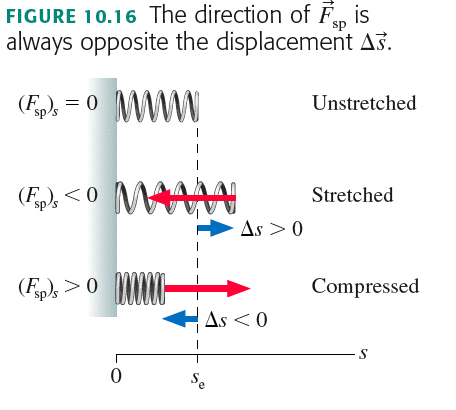 FIGURE 10.16 The direction of F⃗sp is
always opposite the displacement Δs⃗.
(Fsp)s = 0 Unstretched
(Fsp)s < 0 Stretched
Δs > 0
(Fsp)s > 0 Compressed
Δs < 0
s
0 se